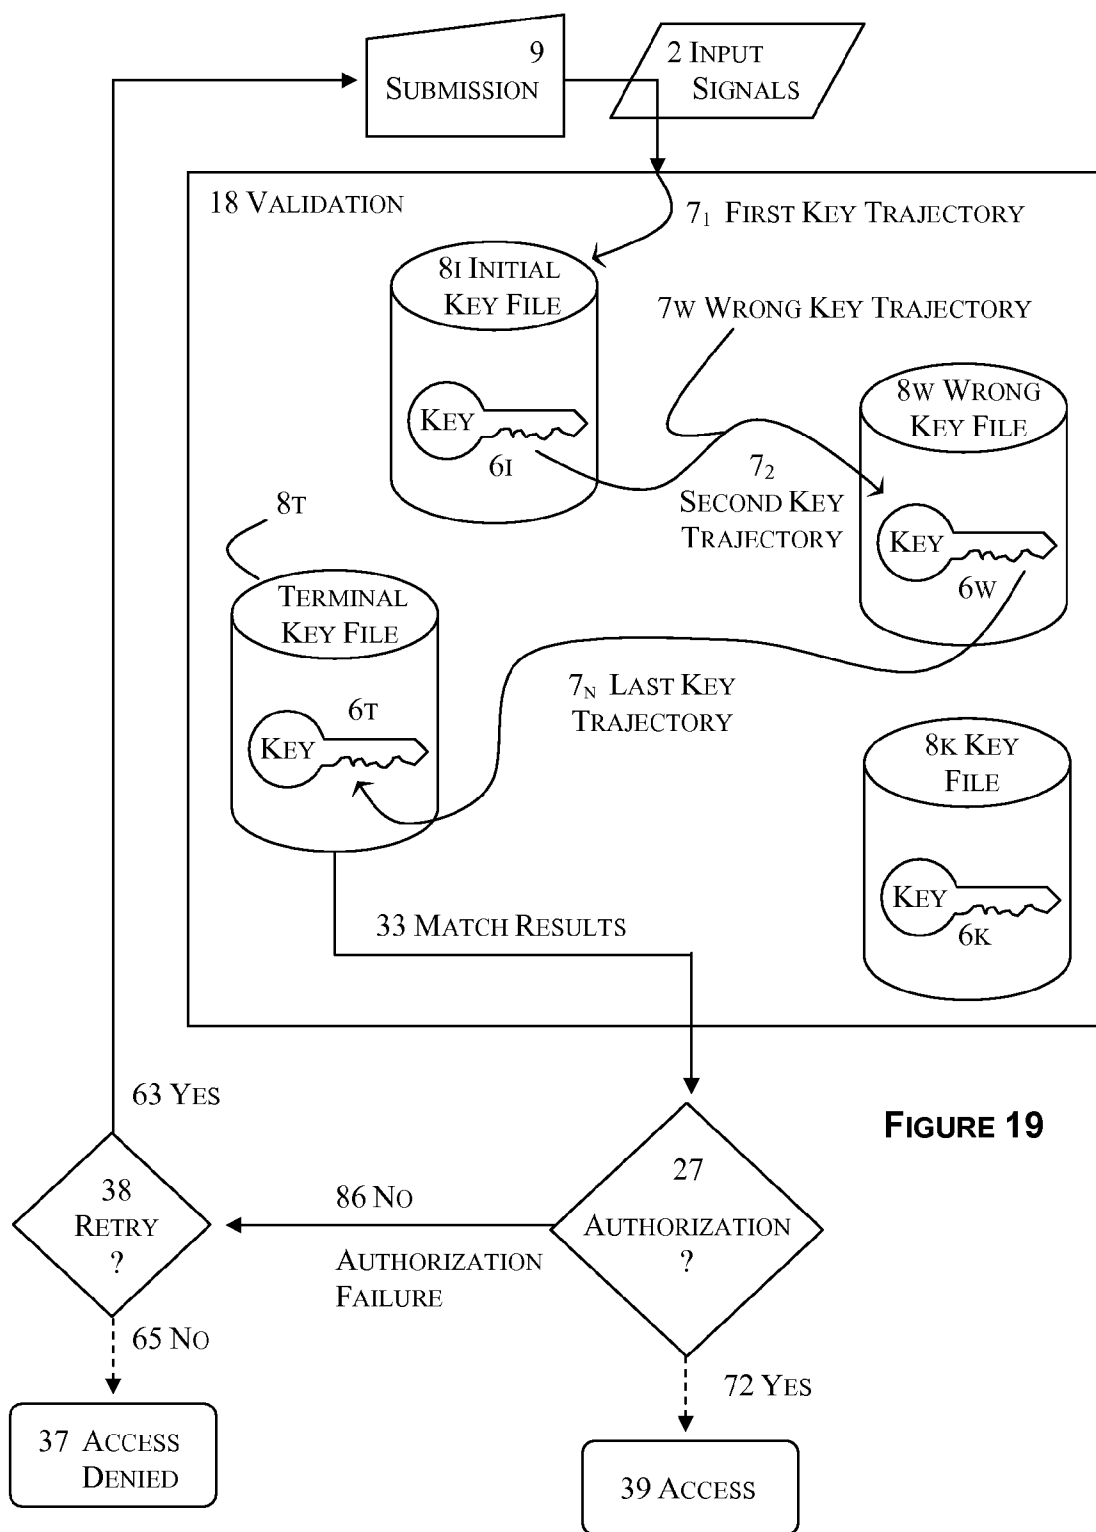 9
SUBMISSION
2 INPUT
SIGNALS
18 VALIDATION
7₁ FIRST KEY TRAJECTORY
8I INITIAL
KEY FILE
7W WRONG KEY TRAJECTORY
8W WRONG
KEY FILE
KEY
6I
7₂
SECOND KEY
TRAJECTORY
8T
KEY
6W
TERMINAL
KEY FILE
7ₙ LAST KEY
TRAJECTORY
6T
KEY
8K KEY
FILE
KEY
6K
33 MATCH RESULTS
63 YES
FIGURE 19
38
RETRY
?
86 NO
AUTHORIZATION
FAILURE
27
AUTHORIZATION
?
65 NO
72 YES
37 ACCESS
DENIED
39 ACCESS